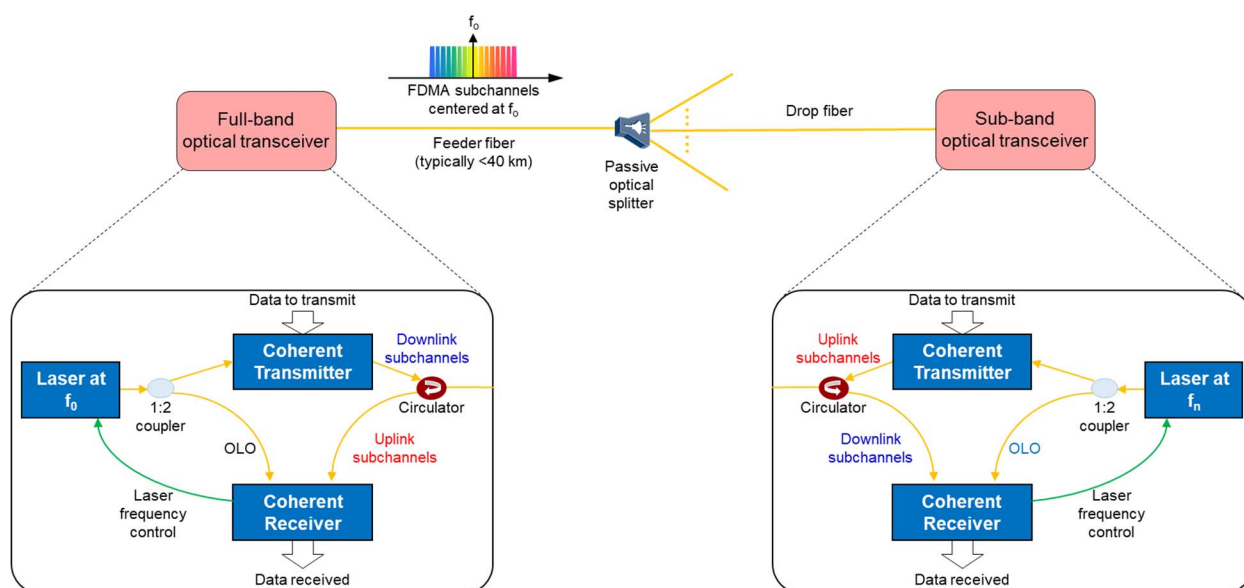 fₒ
FDMA subchannels
centered at fₒ
Full-band
optical transceiver
Feeder fiber
(typically <40 km)
Passive
optical
splitter
Drop fiber
Sub-band
optical transceiver
Data to transmit
Coherent
Transmitter
Downlink
subchannels
Laser at
f₀
1:2
coupler
Circulator
OLO
Uplink
subchannels
Laser
frequency
control
Coherent
Receiver
Data received
Data to transmit
Uplink
subchannels
Coherent
Transmitter
Laser at
fₙ
Circulator
1:2
coupler
Downlink
subchannels
OLO
Coherent
Receiver
Laser
frequency
control
Data received